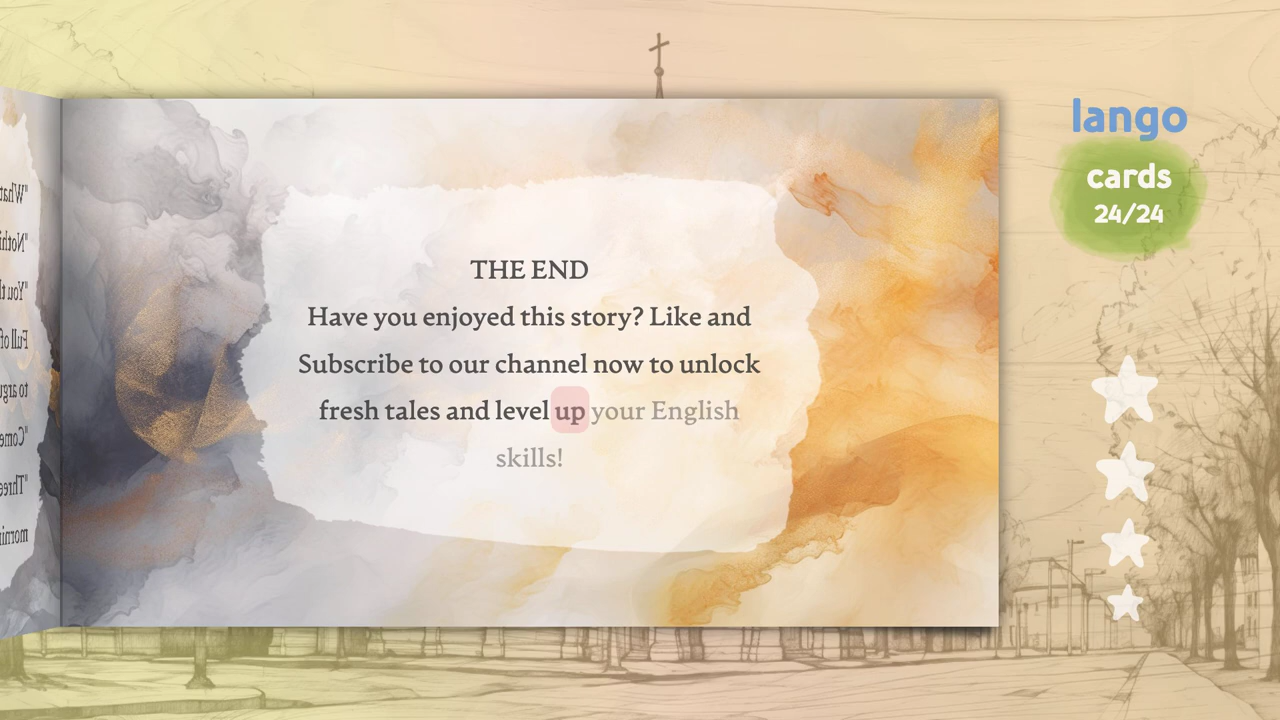 THE END
Have you enjoyed this story? Like and
Subscribe to our channel now to unlock
fresh tales and level up your English
skills!
lango
cards
24/24